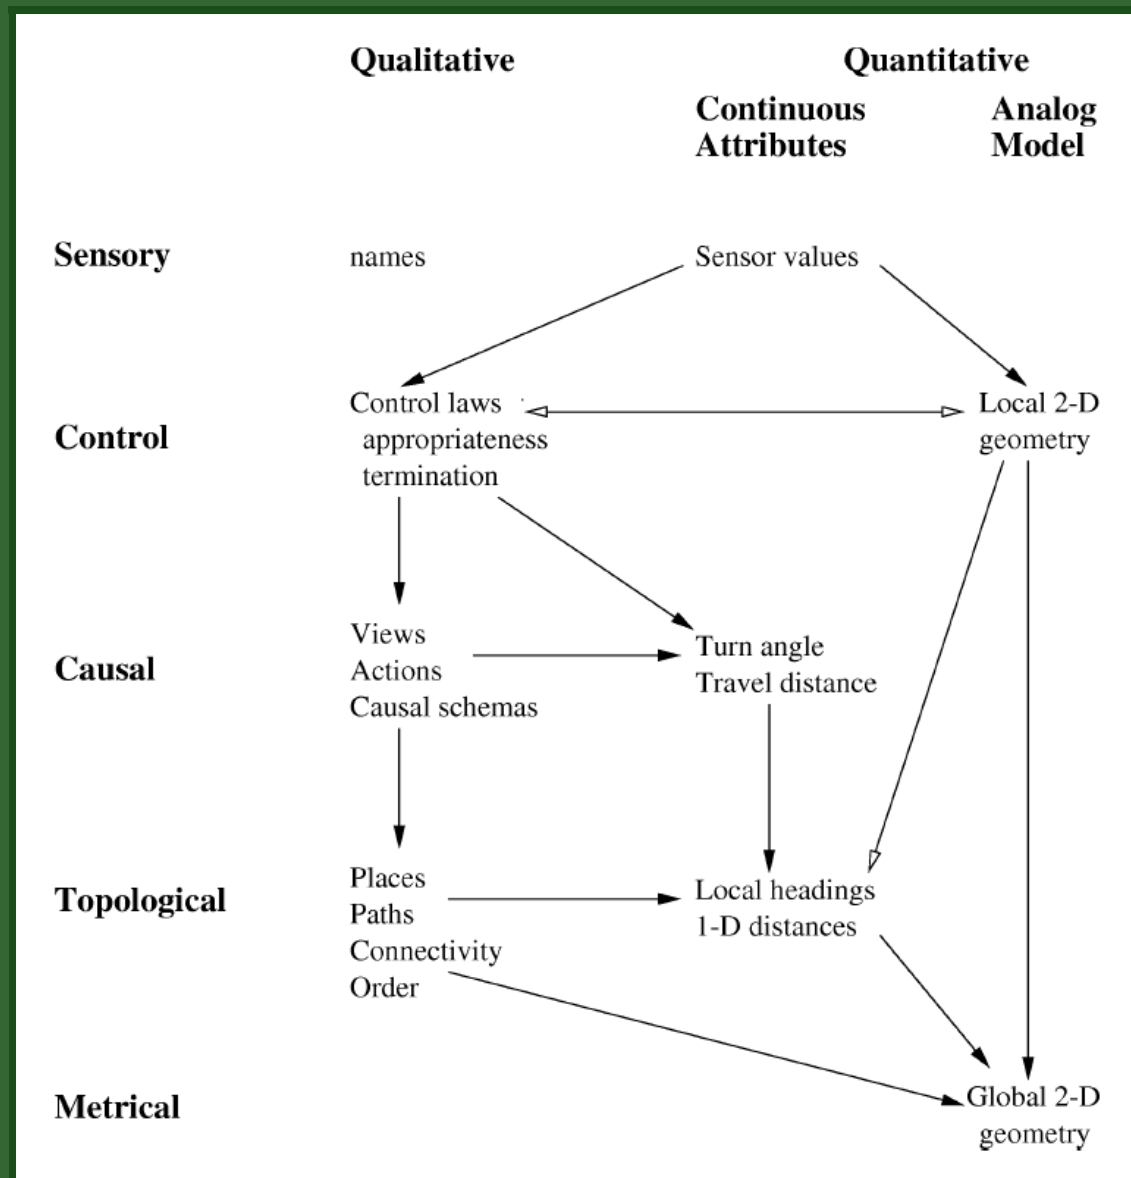 Qualitative
Quantitative
Continuous
Attributes
Analog
Model
Sensory
names
Sensor values
Control
Control laws
appropriateness
termination
Local 2-D
geometry
Causal
Views
Actions
Causal schemas
Turn angle
Travel distance
Topological
Places
Paths
Connectivity
Order
Local headings
1-D distances
Metrical
Global 2-D
geometry